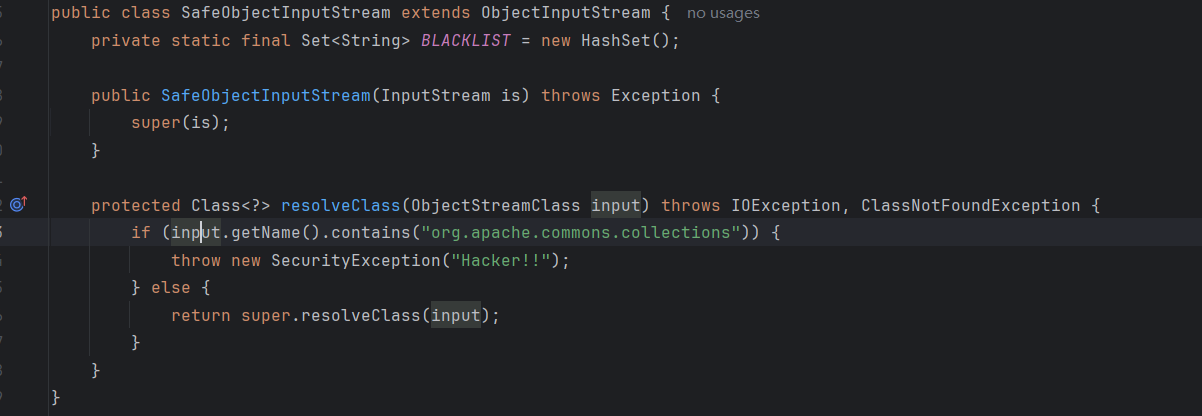 public class SafeObjectInputStream extends ObjectInputStream {  no usages
    private static final Set<String> BLACKLIST = new HashSet();

    public SafeObjectInputStream(InputStream is) throws Exception {
        super(is);
    }

    protected Class<?> resolveClass(ObjectStreamClass input) throws IOException, ClassNotFoundException {
        if (input.getName().contains("org.apache.commons.collections")) {
            throw new SecurityException("Hacker!!");
        } else {
            return super.resolveClass(input);
        }
    }
}